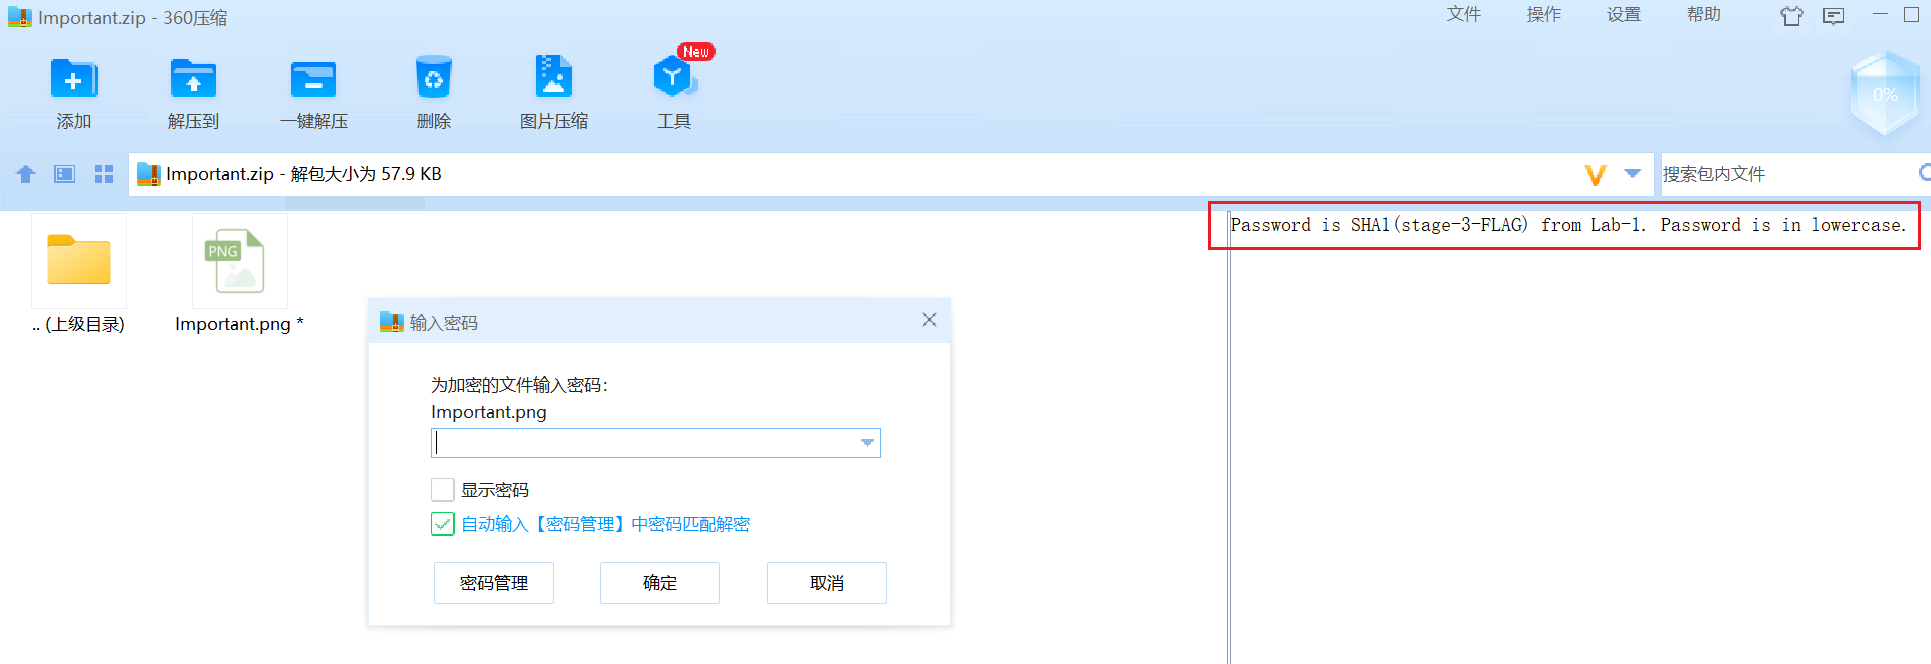 Important.zip - 360压缩
文件 操作 设置 帮助
New
添加 解压到 一键解压 删除 图片压缩 工具
0%
Important.zip - 解包大小为 57.9 KB
搜索包内文件
Password is SHA1(stage-3-FLAG) from Lab-1. Password is in lowercase.
PNG
.. (上级目录) Important.png *
输入密码
为加密的文件输入密码:
Important.png
显示密码
自动输入【密码管理】中密码匹配解密
密码管理 确定 取消